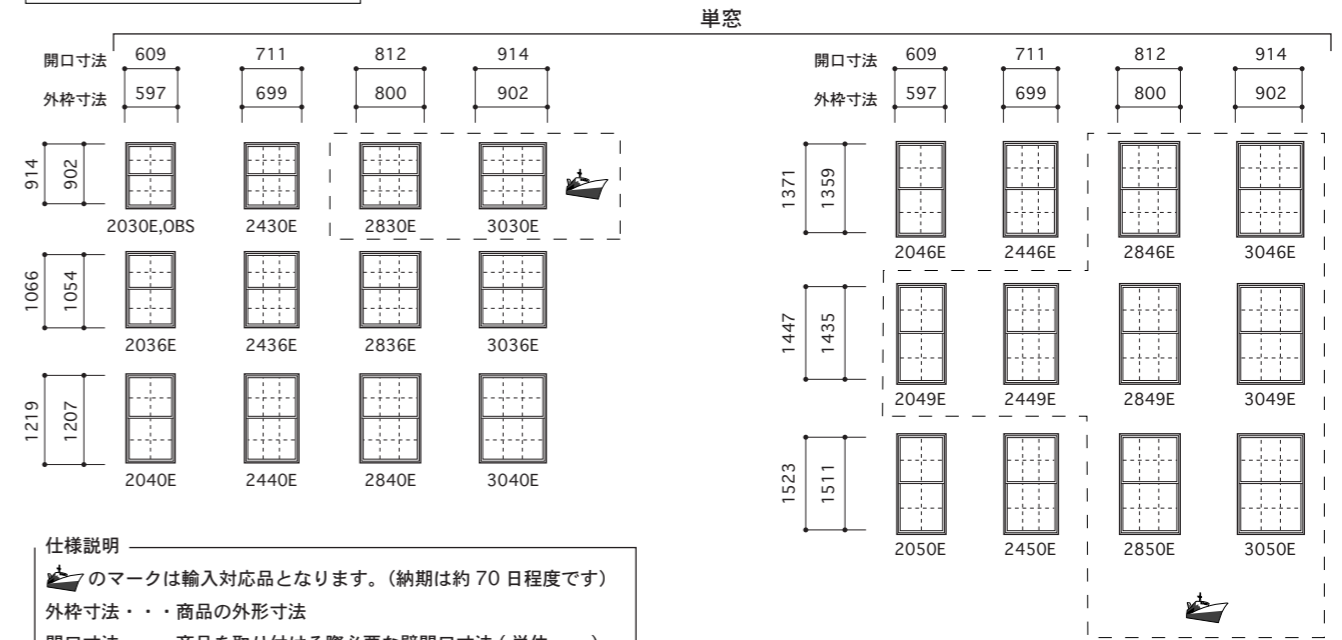 単窓
開口寸法 609 711 812 914
外枠寸法 597 699 800 902
914 902
2030E,OBS 2430E 2830E 3030E
1066 1054
2036E 2436E 2836E 3036E
1219 1207
2040E 2440E 2840E 3040E
開口寸法 609 711 812 914
外枠寸法 597 699 800 902
1371 1359
2046E 2446E 2846E 3046E
1447 1435
2049E 2449E 2849E 3049E
1523 1511
2050E 2450E 2850E 3050E
仕様説明
のマークは輸入対応品となります。(納期は約 70 日程度です)
外枠寸法・・・商品の外形寸法